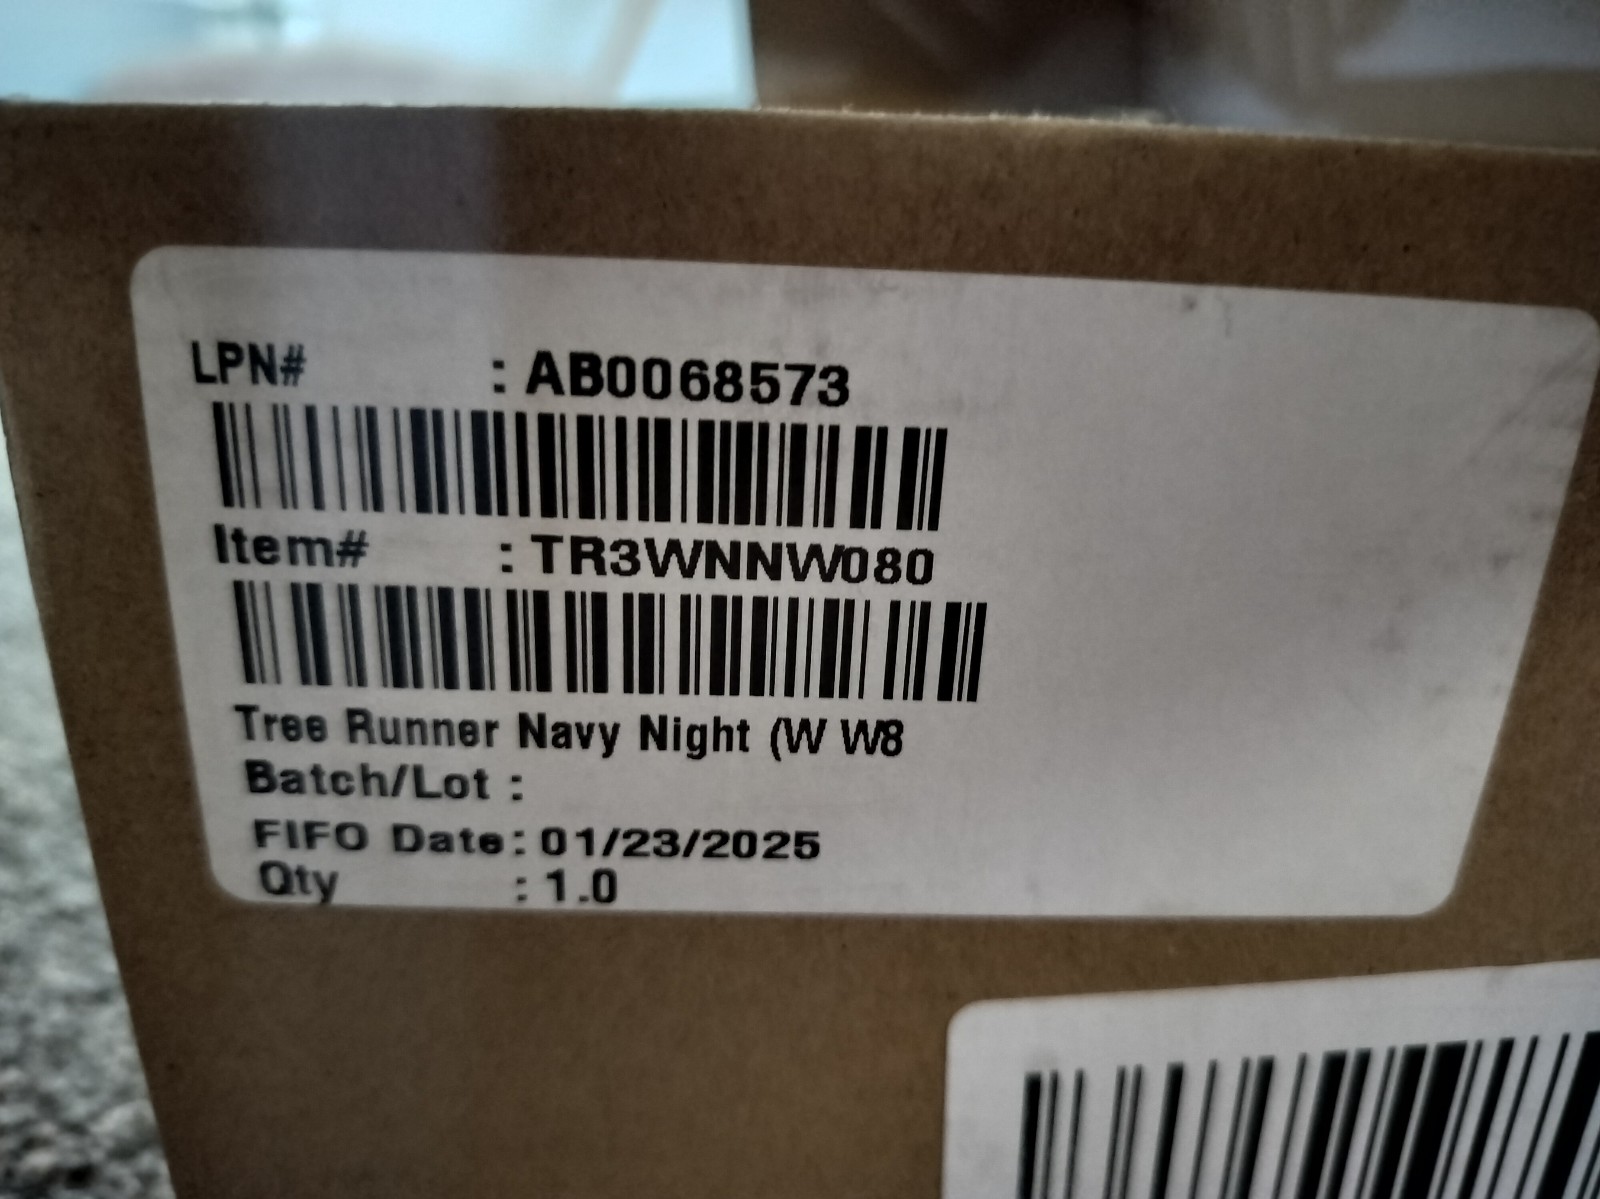 LPN# : AB0068573
Item# : TR3WNNW080
Tree Runner Navy Night (W W8
Batch/Lot :
FIFO Date: 01/23/2025
Qty : 1.0